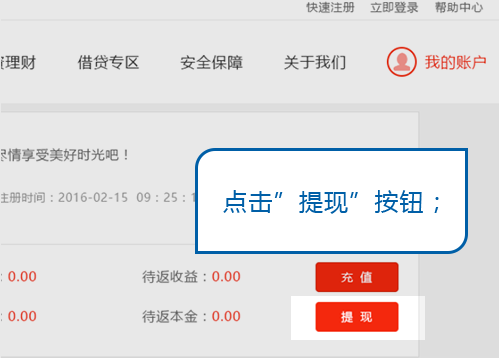 快速注册 立即登录 帮助中心
资理财 借贷专区 安全保障 关于我们 我的账户
尽情享受美好时光吧！
注册时间：2016-02-15 09：25：1
点击”提现”按钮；
：0.00 待返收益：0.00 充 值
：0.00 待返本金：0.00 提 现